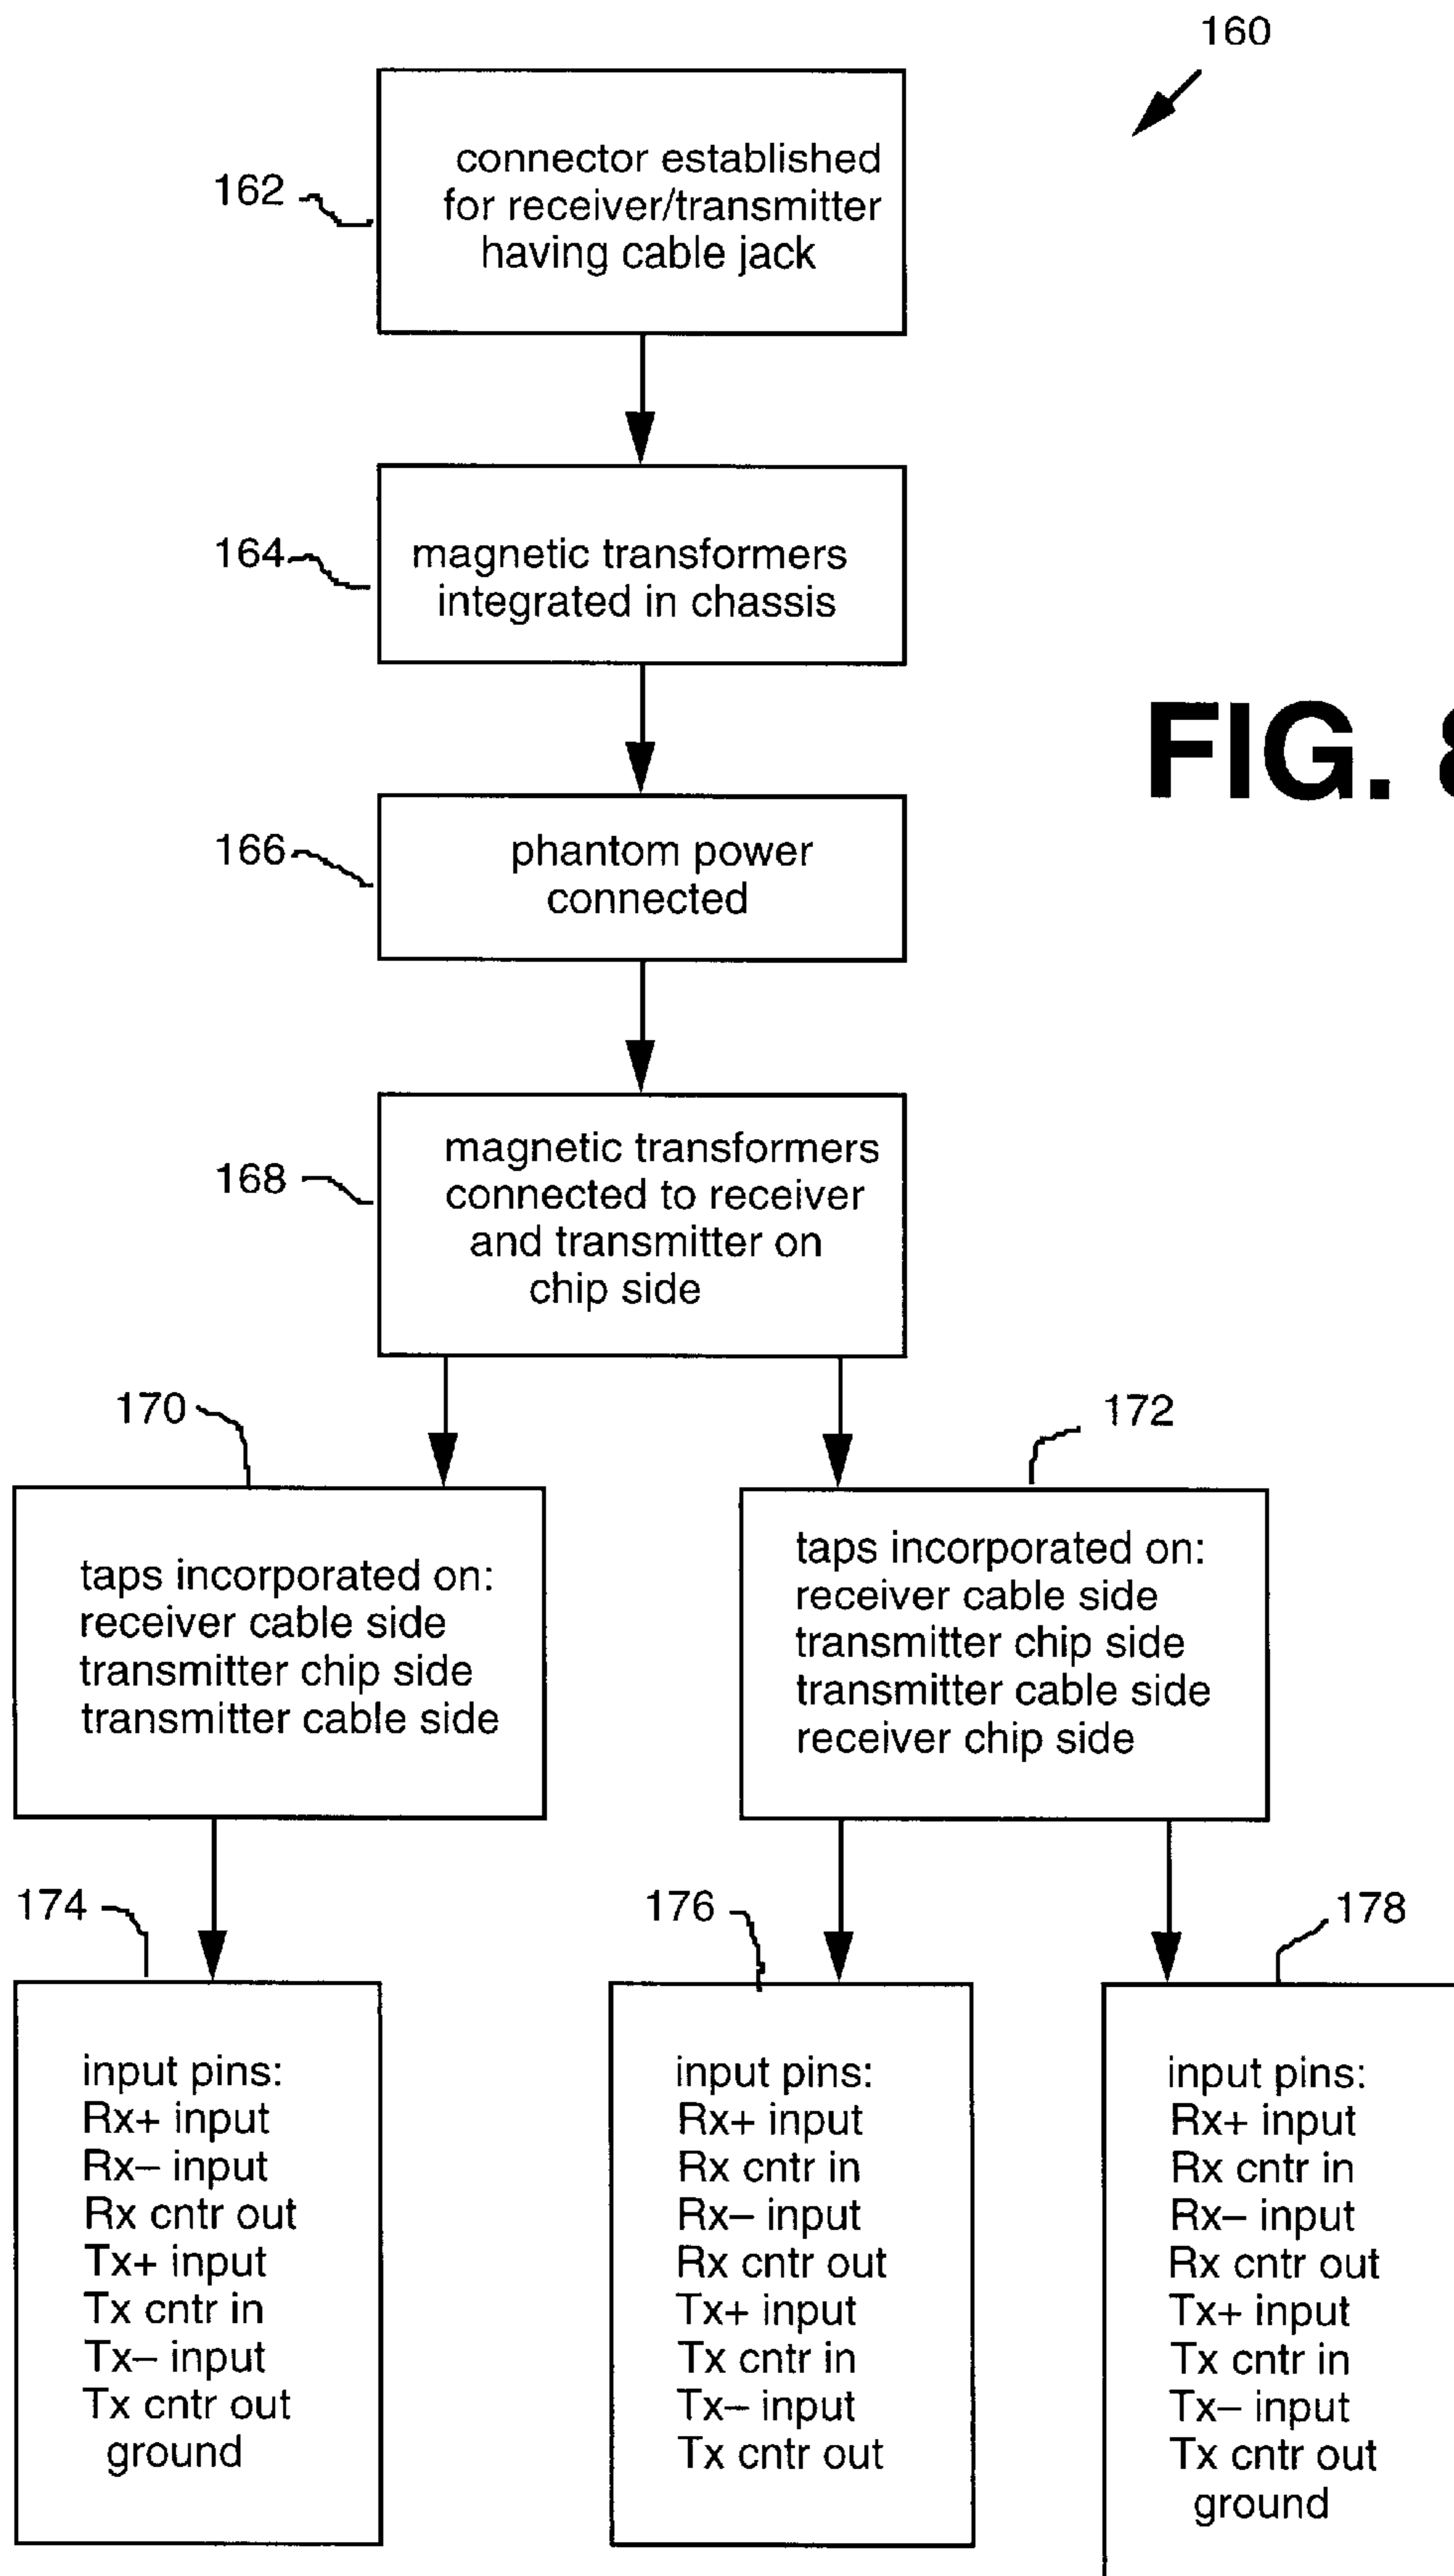 160
162
connector established
for receiver/transmitter
having cable jack
164
magnetic transformers
integrated in chassis
FIG. 8
166
phantom power
connected
168
magnetic transformers
connected to receiver
and transmitter on
chip side
170
taps incorporated on:
receiver cable side
transmitter chip side
transmitter cable side
172
taps incorporated on:
receiver cable side
transmitter chip side
transmitter cable side
receiver chip side
174
input pins:
Rx+ input
Rx– input
Rx cntr out
Tx+ input
Tx cntr in
Tx– input
Tx cntr out
ground
176
input pins:
Rx+ input
Rx cntr in
Rx– input
Rx cntr out
Tx+ input
Tx cntr in
Tx– input
Tx cntr out
178
input pins:
Rx+ input
Rx cntr in
Rx– input
Rx cntr out
Tx+ input
Tx cntr in
Tx– input
Tx cntr out
ground